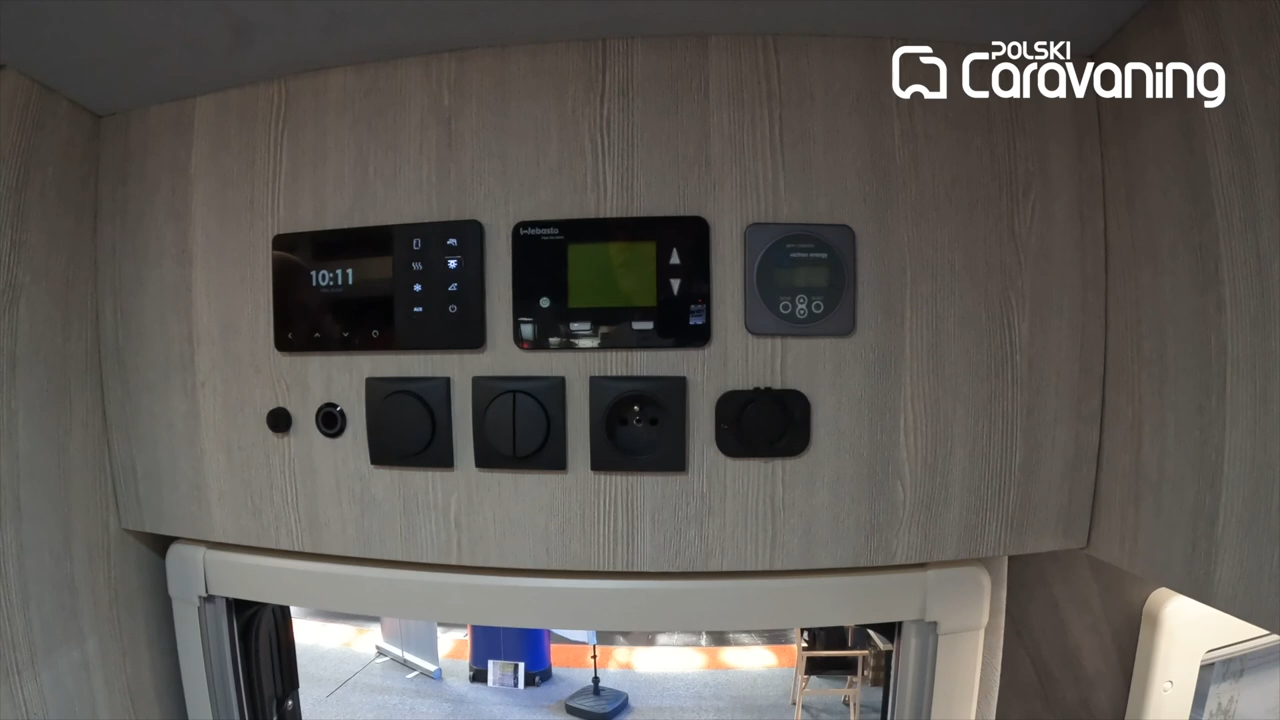 POLSKI
Caravaning
10:11
AUX
Webasto
victron energy